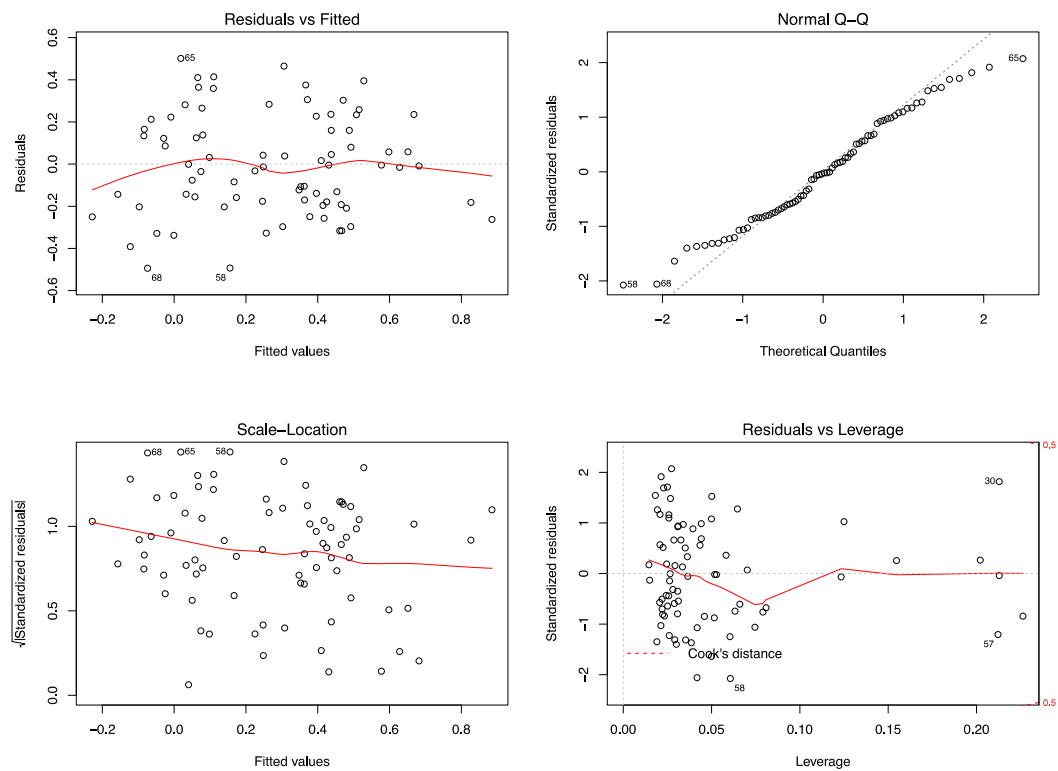 Residuals vs Fitted
Residuals
0.6
0.4
0.2
0.0
−0.2
−0.4
−0.6
65
68
58
−0.2 0.0 0.2 0.4 0.6 0.8
Fitted values
Normal Q−Q
Standardized residuals
2
1
0
−1
−2
65
58
68
−2 −1 0 1 2
Theoretical Quantiles
Scale−Location
√|Standardized residuals|
1.0
0.5
0.0
68
65
58
−0.2 0.0 0.2 0.4 0.6 0.8
Fitted values
Residuals vs Leverage
Standardized residuals
2
1
0
−1
−2
0.5
30
57
Cook's distance
58
0.5
0.00 0.05 0.10 0.15 0.20
Leverage